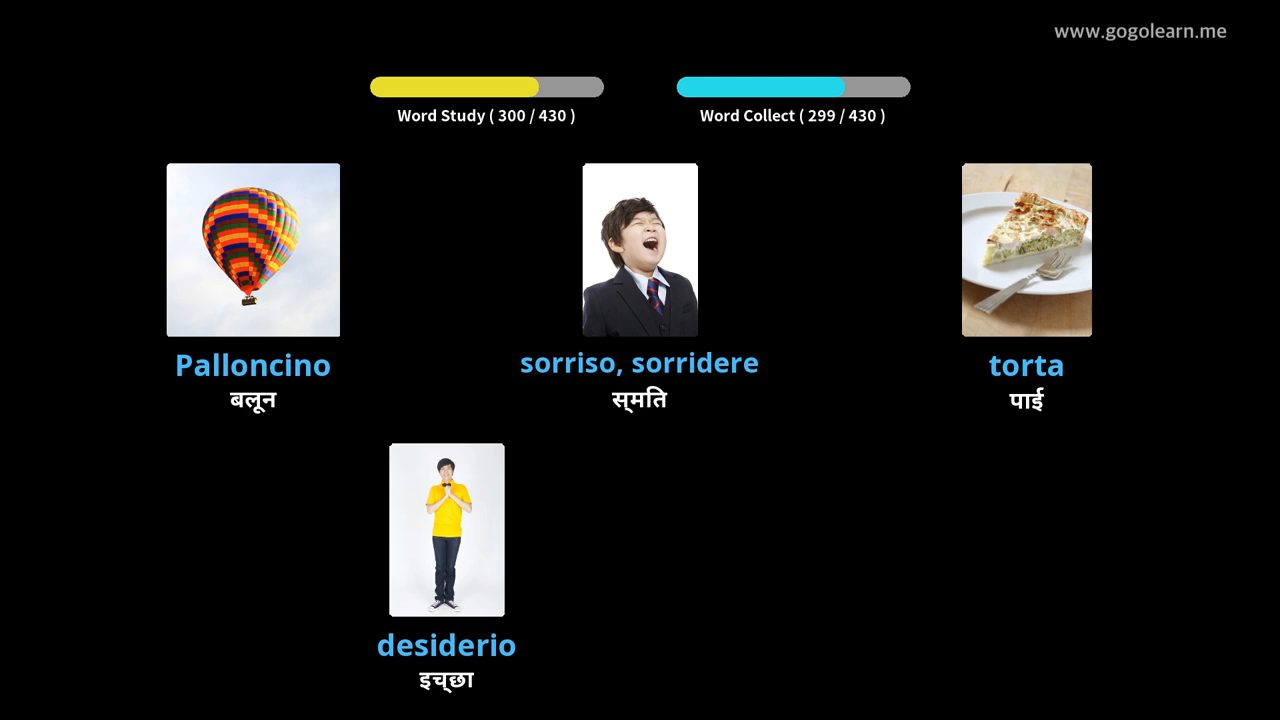 www.gogolearn.me
Word Study ( 300 / 430 )
Word Collect ( 299 / 430 )
Palloncino
बलून
sorriso, sorridere
स्मति
torta
पाई
desiderio
इच्छा